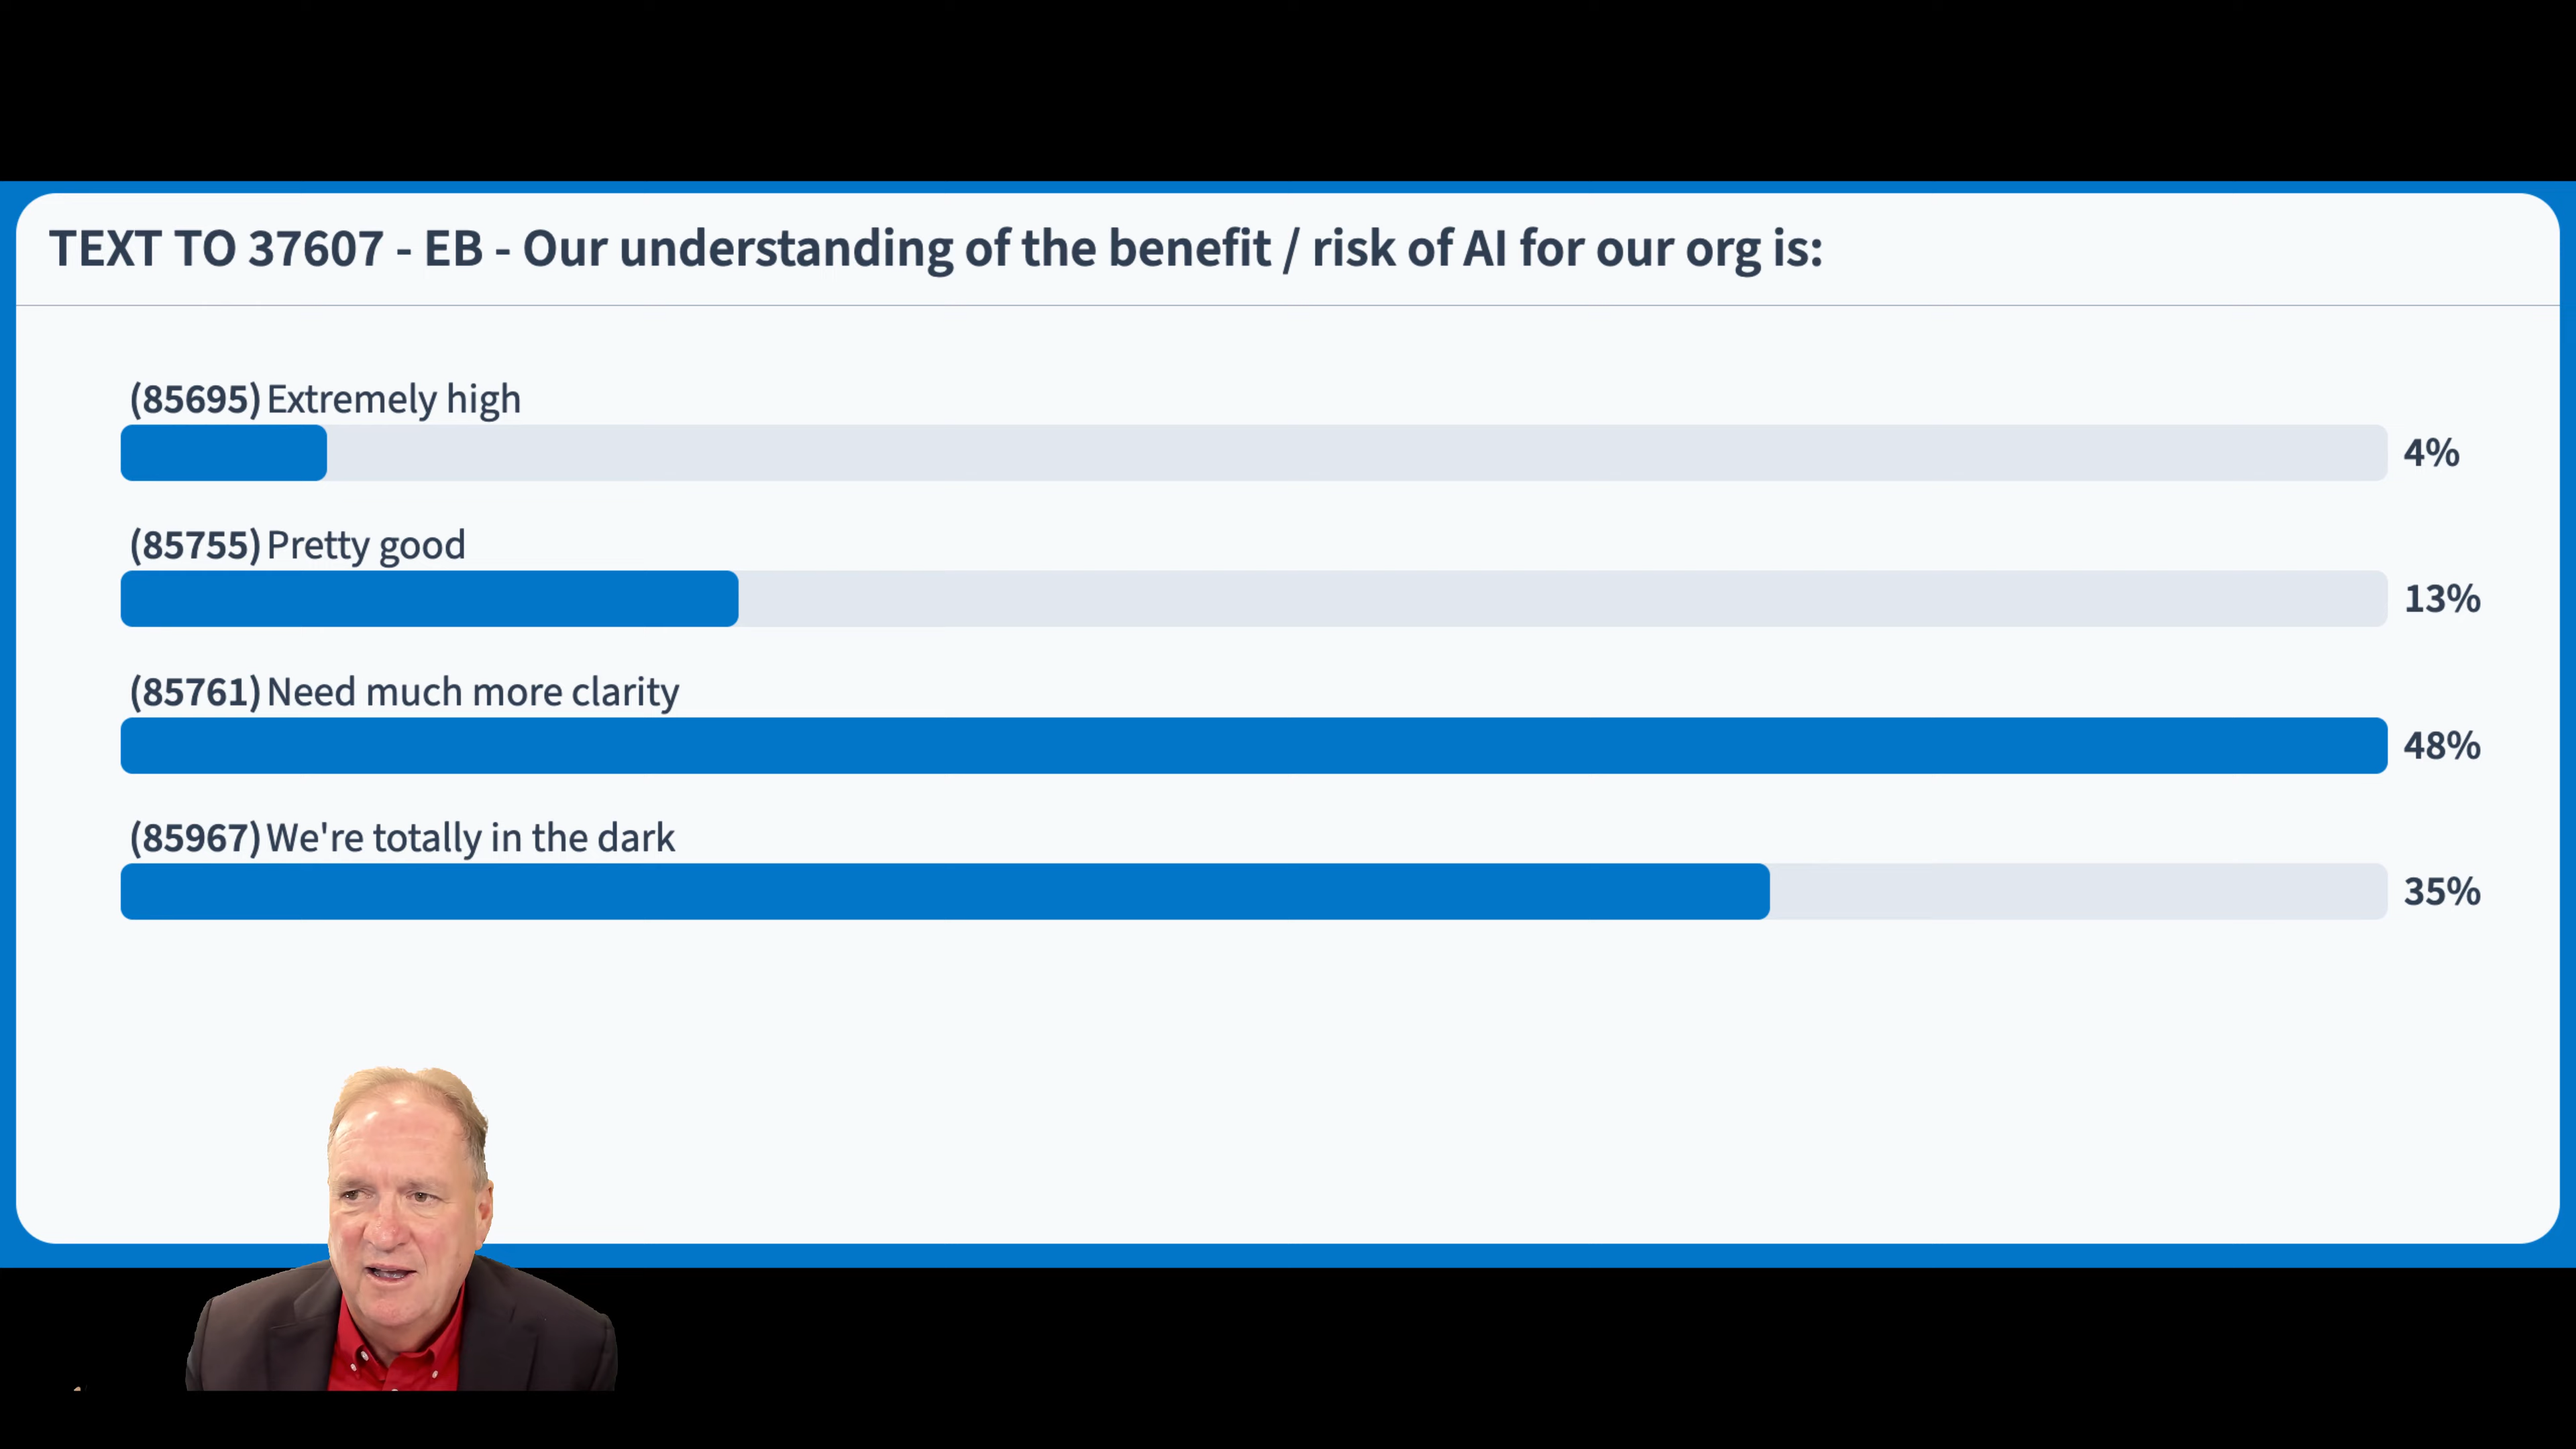 TEXT TO 37607 - EB - Our understanding of the benefit / risk of AI for our org is:
(85695) Extremely high
4%
(85755) Pretty good
13%
(85761) Need much more clarity
48%
(85967) We're totally in the dark
35%